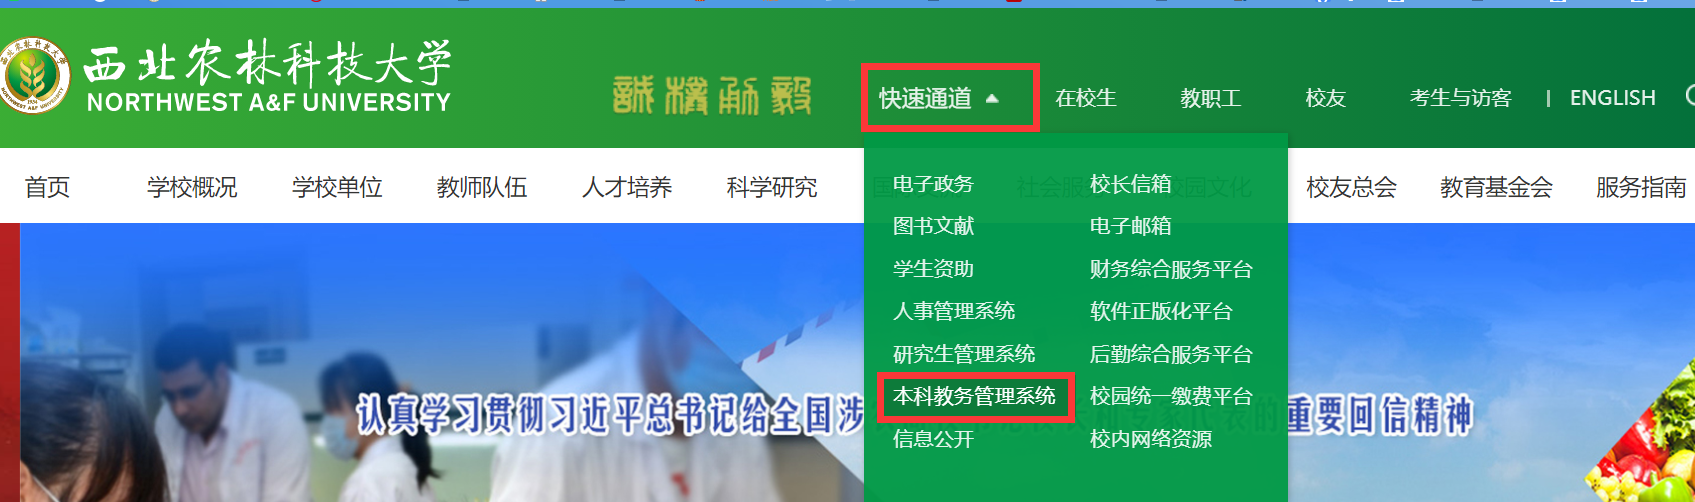 西北农林科技大学
NORTHWEST A&F UNIVERSITY
誠樸勇毅
快速通道
在校生
教职工
校友
考生与访客
|
ENGLISH
首页
学校概况
学校单位
教师队伍
人才培养
科学研究
校友总会
教育基金会
服务指南
电子政务
校长信箱
图书文献
电子邮箱
学生资助
财务综合服务平台
人事管理系统
软件正版化平台
研究生管理系统
后勤综合服务平台
本科教务管理系统
校园统一缴费平台
信息公开
校内网络资源
认真学习贯彻习近平总书记给全国涉
的重要回信精神